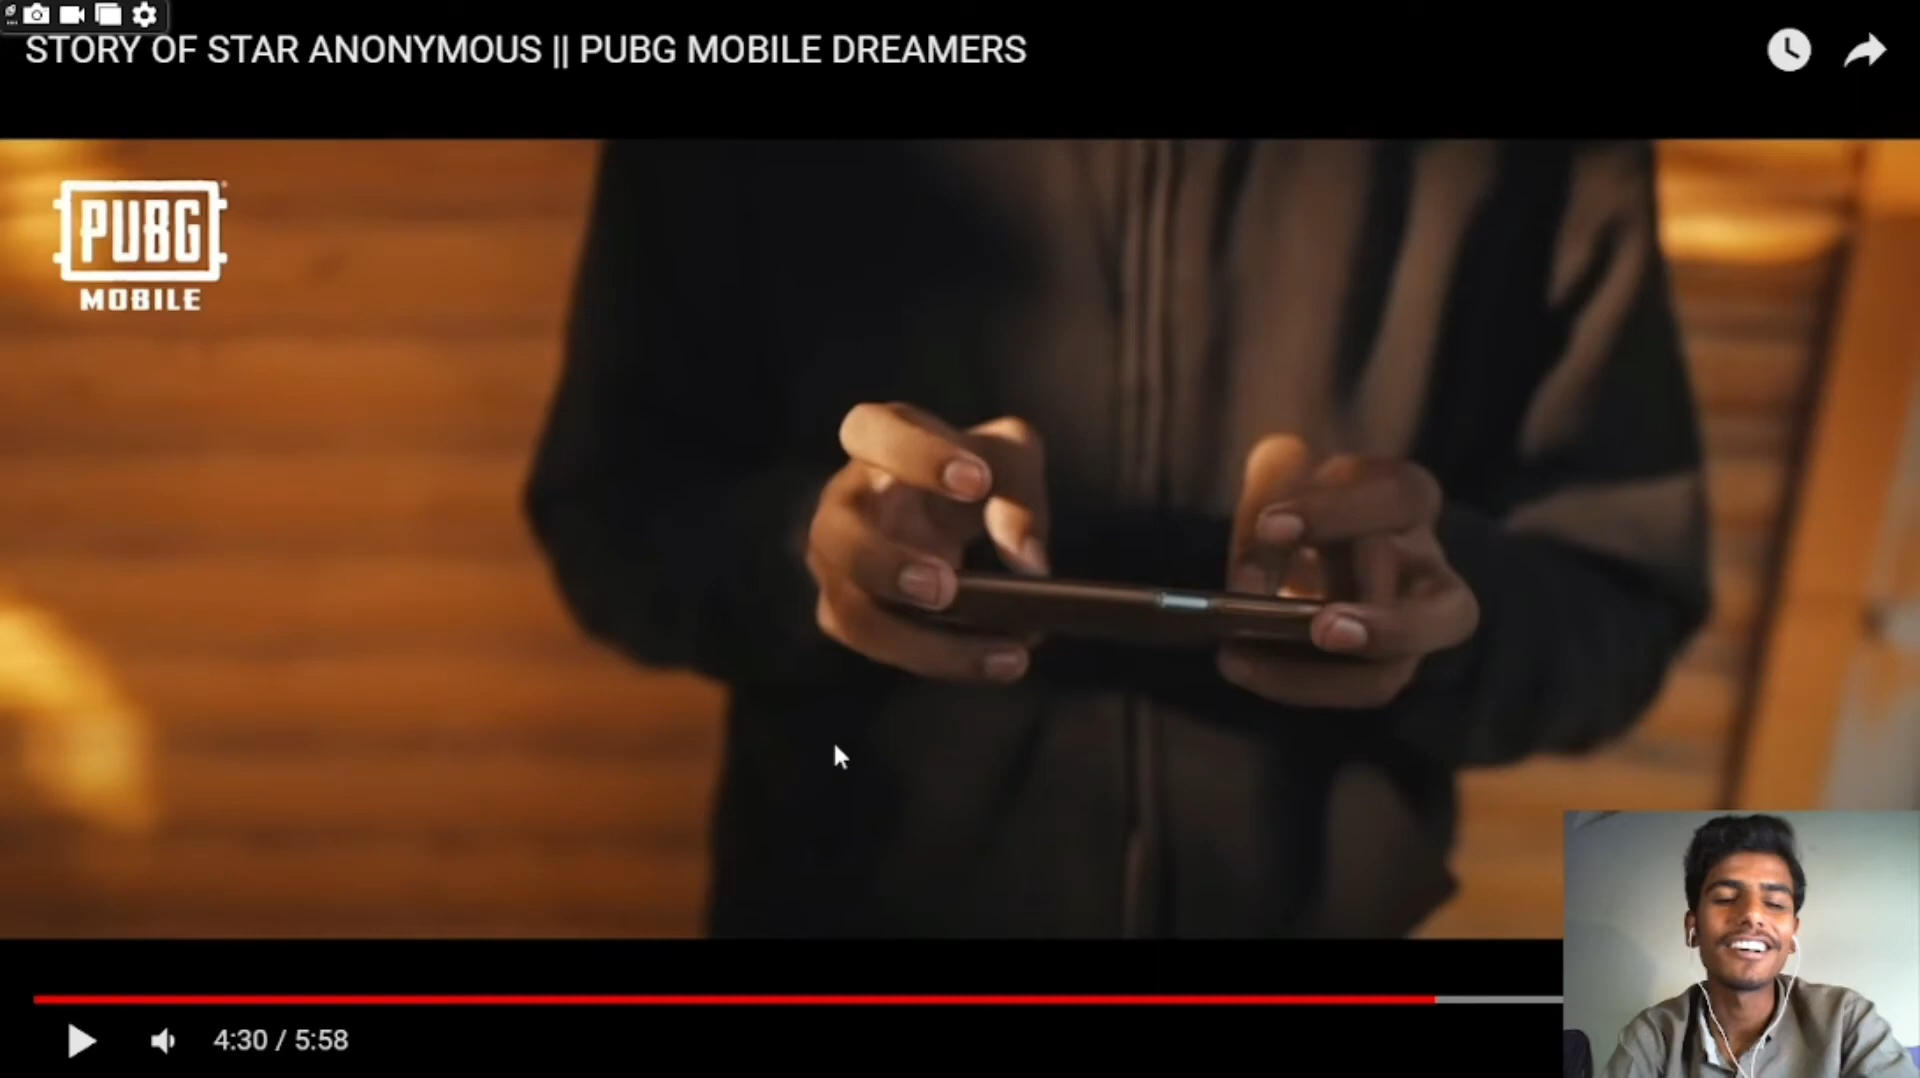 STORY OF STAR ANONYMOUS || PUBG MOBILE DREAMERS
PUBG
MOBILE
4:30 / 5:58